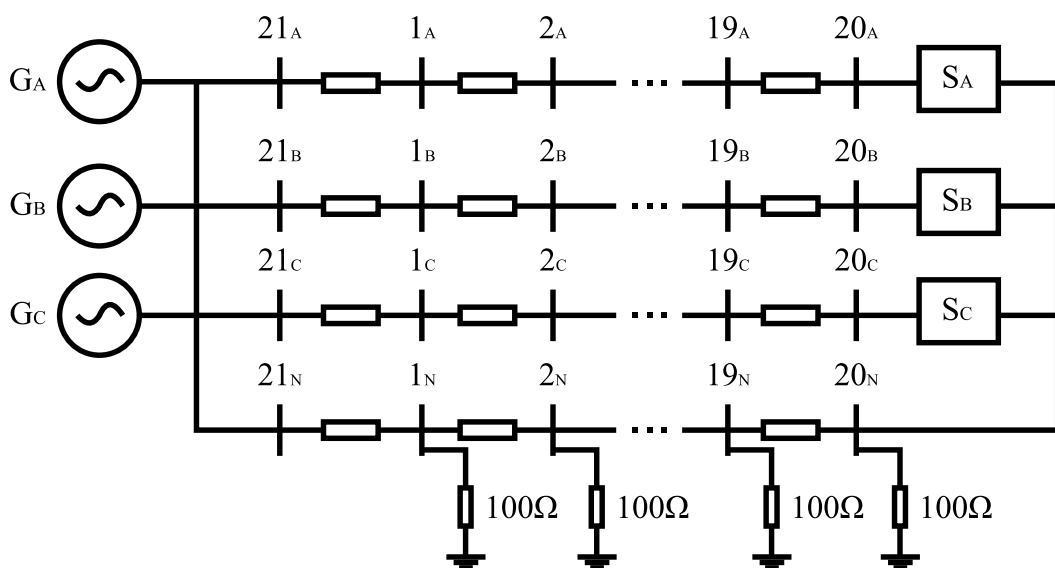 21A 1A 2A 19A 20A
GA SA
21B 1B 2B 19B 20B
GB SB
21C 1C 2C 19C 20C
GC SC
21N 1N 2N 19N 20N
100Ω 100Ω 100Ω 100Ω